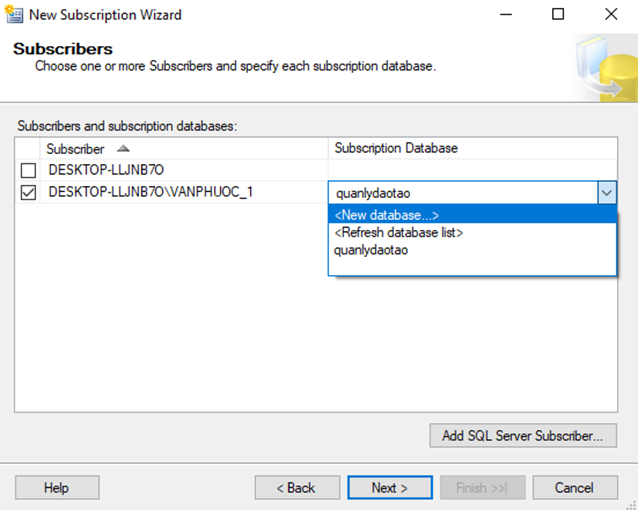 New Subscription Wizard
Subscribers
Choose one or more Subscribers and specify each subscription database.
Subscribers and subscription databases:
Subscriber Subscription Database
DESKTOP-LLJNB7O
DESKTOP-LLJNB7O\VANPHUOC_1 quanlydaotao
<New database...>
<Refresh database list>
quanlydaotao
Add SQL Server Subscriber...
Help < Back Next > Finish >>| Cancel